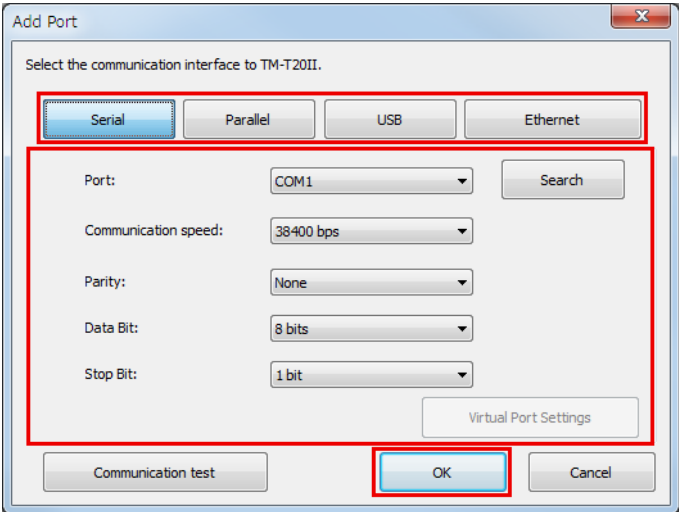 Add Port
Select the communication interface to TM-T20II.
Serial Parallel USB Ethernet
Port: COM1 Search
Communication speed: 38400 bps
Parity: None
Data Bit: 8 bits
Stop Bit: 1 bit
Virtual Port Settings
Communication test OK Cancel